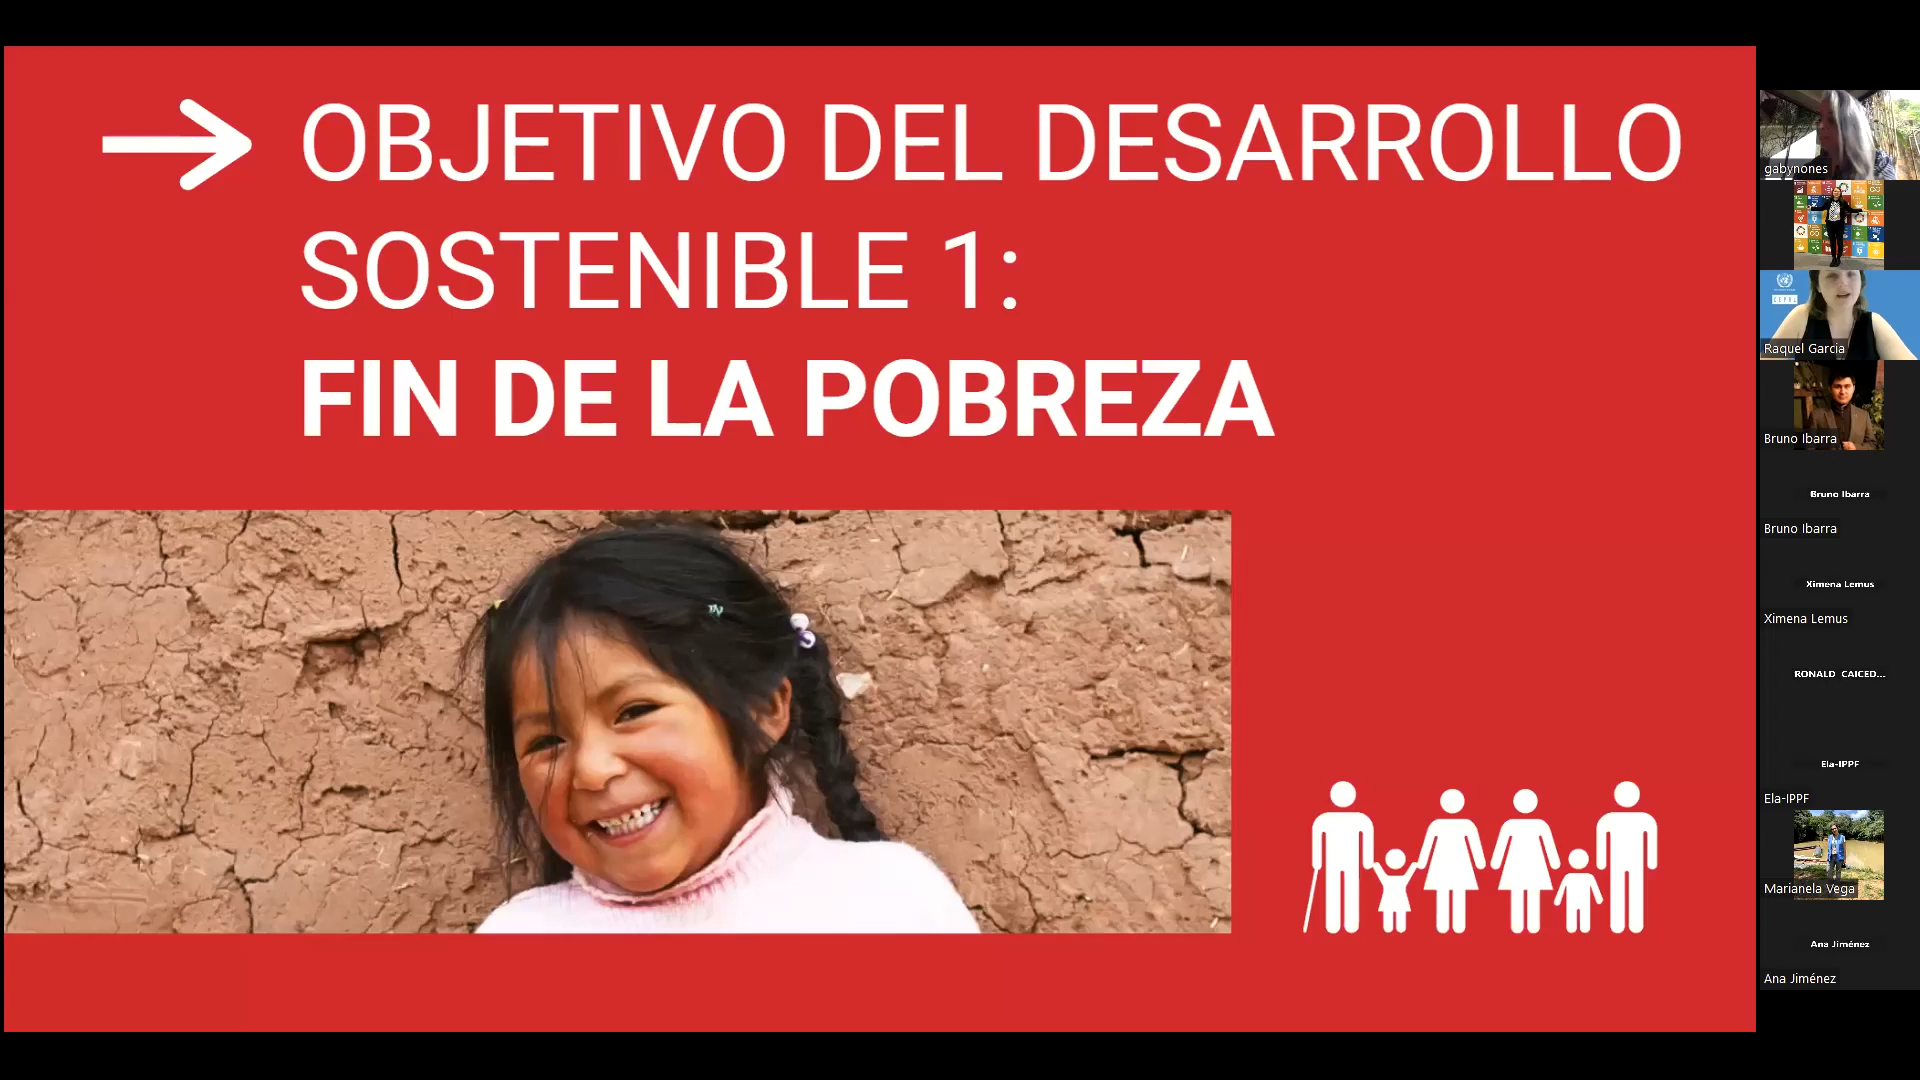 OBJETIVO DEL DESARROLLO
SOSTENIBLE 1:
FIN DE LA POBREZA
gabynones
CEPAL
Raquel Garcia
Bruno Ibarra
Bruno Ibarra
Bruno Ibarra
Ximena Lemus
Ximena Lemus
RONALD CAICED...
Ela-IPPF
Ela-IPPF
Marianela Vega
Ana Jiménez
Ana Jiménez